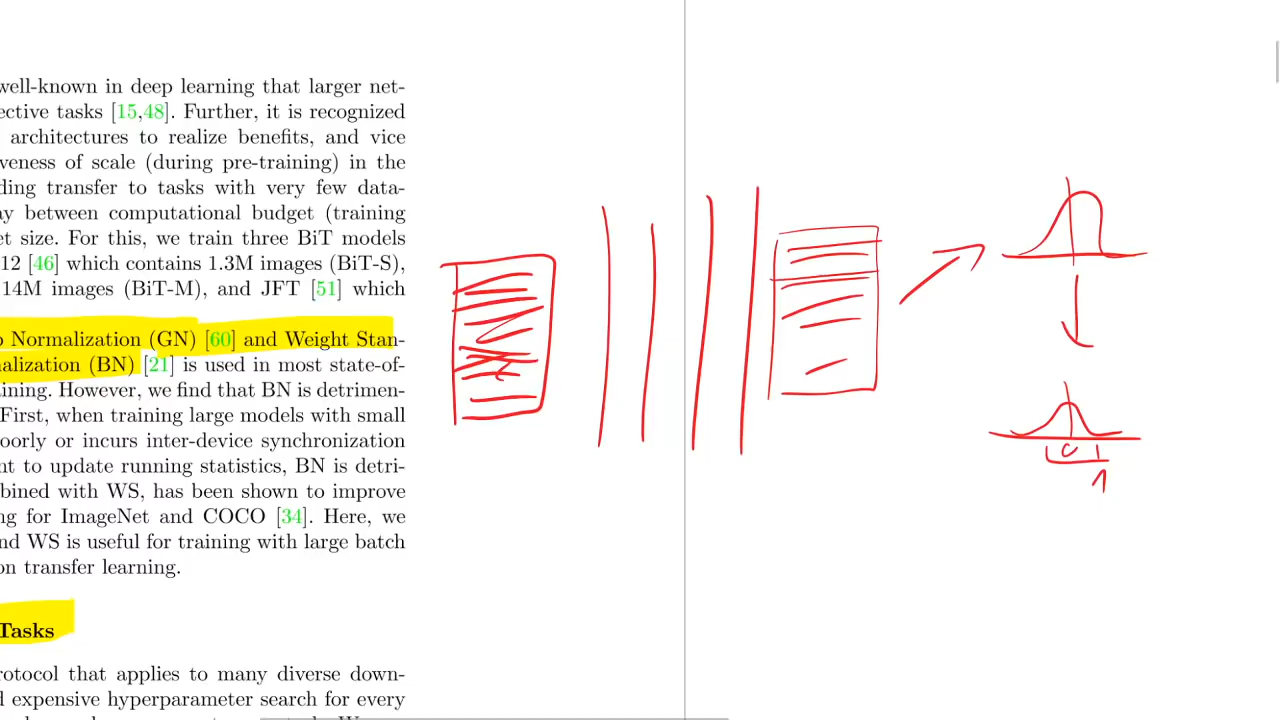 well-known in deep learning that larger net-
ective tasks [15,48]. Further, it is recognized
architectures to realize benefits, and vice
veness of scale (during pre-training) in the
ding transfer to tasks with very few data-
ay between computational budget (training
et size. For this, we train three BiT models
12 [46] which contains 1.3M images (BiT-S),
14M images (BiT-M), and JFT [51] which
p Normalization (GN) [60] and Weight Stan-
nalization (BN) [21] is used in most state-of-
ining. However, we find that BN is detrimen-
First, when training large models with small
oorly or incurs inter-device synchronization
nt to update running statistics, BN is detri-
bined with WS, has been shown to improve
ng for ImageNet and COCO [34]. Here, we
nd WS is useful for training with large batch
on transfer learning.
Tasks
rotocol that applies to many diverse down-
d expensive hyperparameter search for every
0
1